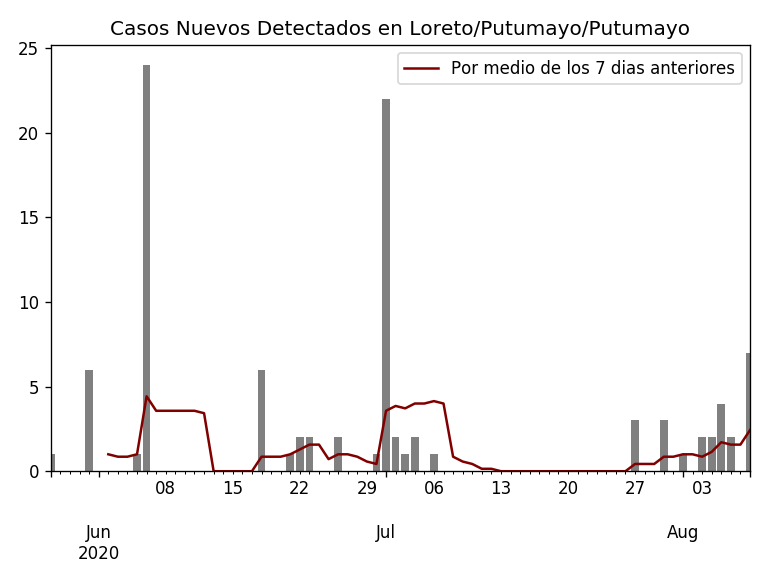 Casos Nuevos Detectados en Loreto/Putumayo/Putumayo
Por medio de los 7 dias anteriores
25
20
15
10
5
0
08 15 22 29 06 13 20 27 03
Jun Jul Aug
2020